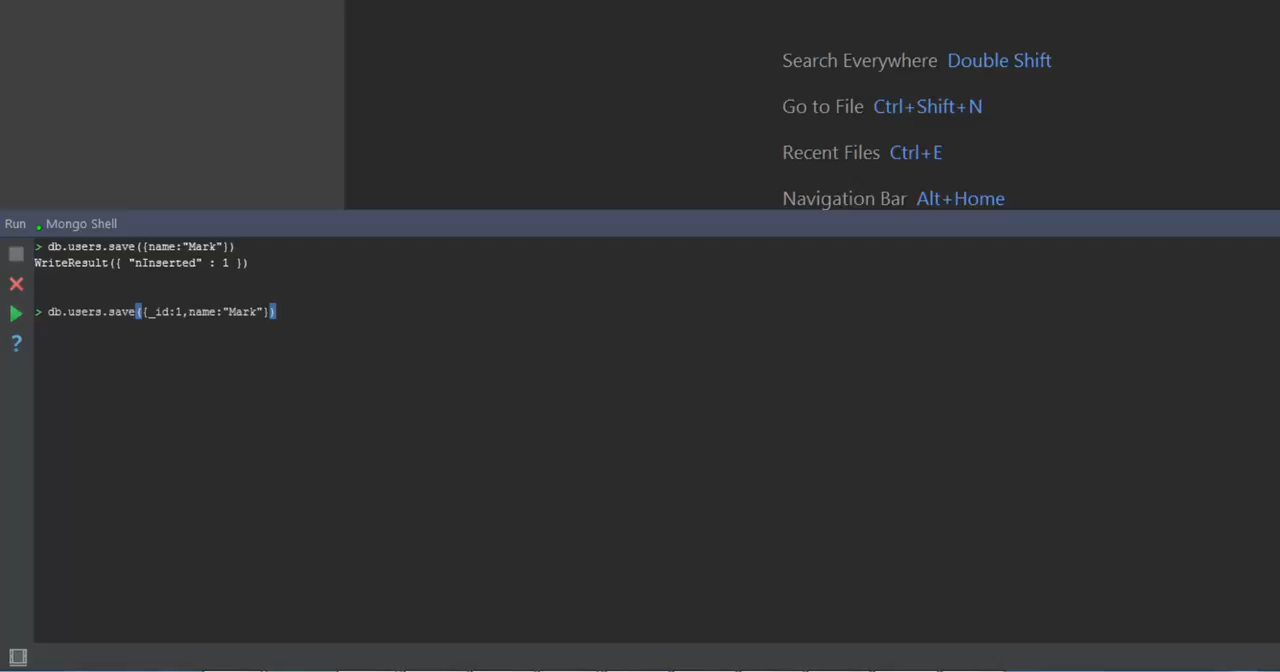 Search Everywhere Double Shift
Go to File Ctrl+Shift+N
Recent Files Ctrl+E
Navigation Bar Alt+Home
Run Mongo Shell
> db.users.save({name:"Mark"})
WriteResult({ "nInserted" : 1 })
> db.users.save({_id:1,name:"Mark"})
?